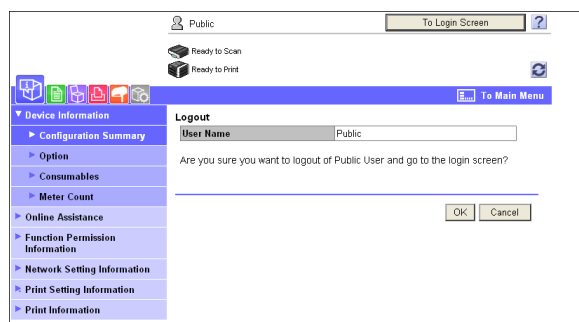 Public
To Login Screen
?
Ready to Scan
Ready to Print
To Main Menu
Device Information
Configuration Summary
Option
Consumables
Meter Count
Online Assistance
Function Permission
Information
Network Setting Information
Print Setting Information
Print Information
Logout
User Name Public
Are you sure you want to logout of Public User and go to the login screen?
OK Cancel